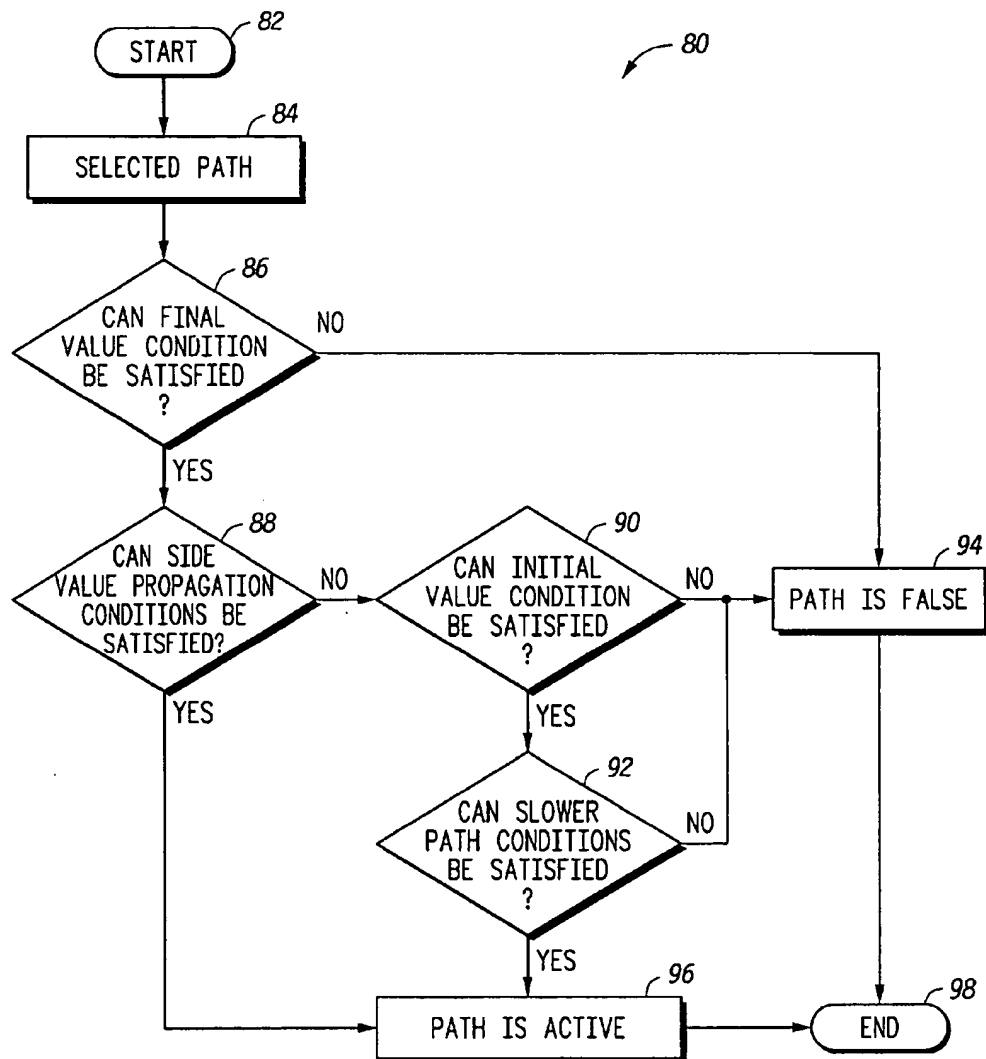 82
START
80
84
SELECTED PATH
86
CAN FINAL
VALUE CONDITION
BE SATISFIED
?
NO
YES
88
CAN SIDE
VALUE PROPAGATION
CONDITIONS BE
SATISFIED?
NO
YES
90
CAN INITIAL
VALUE CONDITION
BE SATISFIED
?
NO
YES
94
PATH IS FALSE
92
CAN SLOWER
PATH CONDITIONS
BE SATISFIED
?
NO
YES
96
PATH IS ACTIVE
98
END